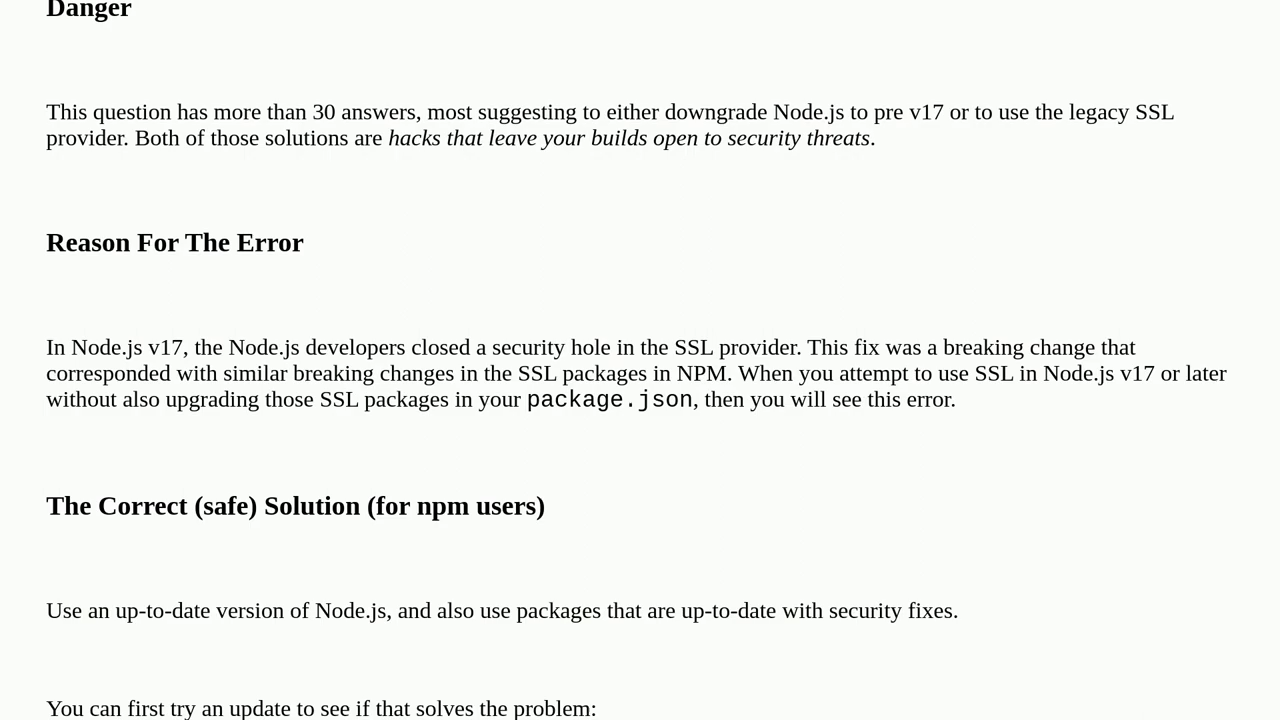 Danger
This question has more than 30 answers, most suggesting to either downgrade Node.js to pre v17 or to use the legacy SSL
provider. Both of those solutions are hacks that leave your builds open to security threats.
Reason For The Error
In Node.js v17, the Node.js developers closed a security hole in the SSL provider. This fix was a breaking change that
corresponded with similar breaking changes in the SSL packages in NPM. When you attempt to use SSL in Node.js v17 or later
without also upgrading those SSL packages in your package.json, then you will see this error.
The Correct (safe) Solution (for npm users)
Use an up-to-date version of Node.js, and also use packages that are up-to-date with security fixes.
You can first try an update to see if that solves the problem: